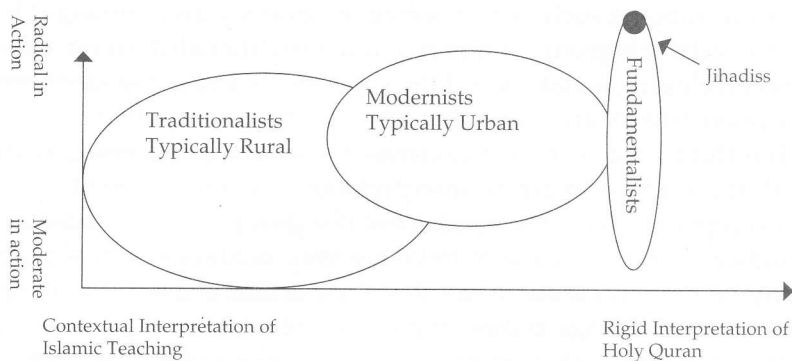 Radical in
Action
Traditionalists
Typically Rural
Modernists
Typically Urban
Fundamentalists
Jihadiss
Moderate
in action
Contextual Interpretation of
Islamic Teaching
Rigid Interpretation of
Holy Quran